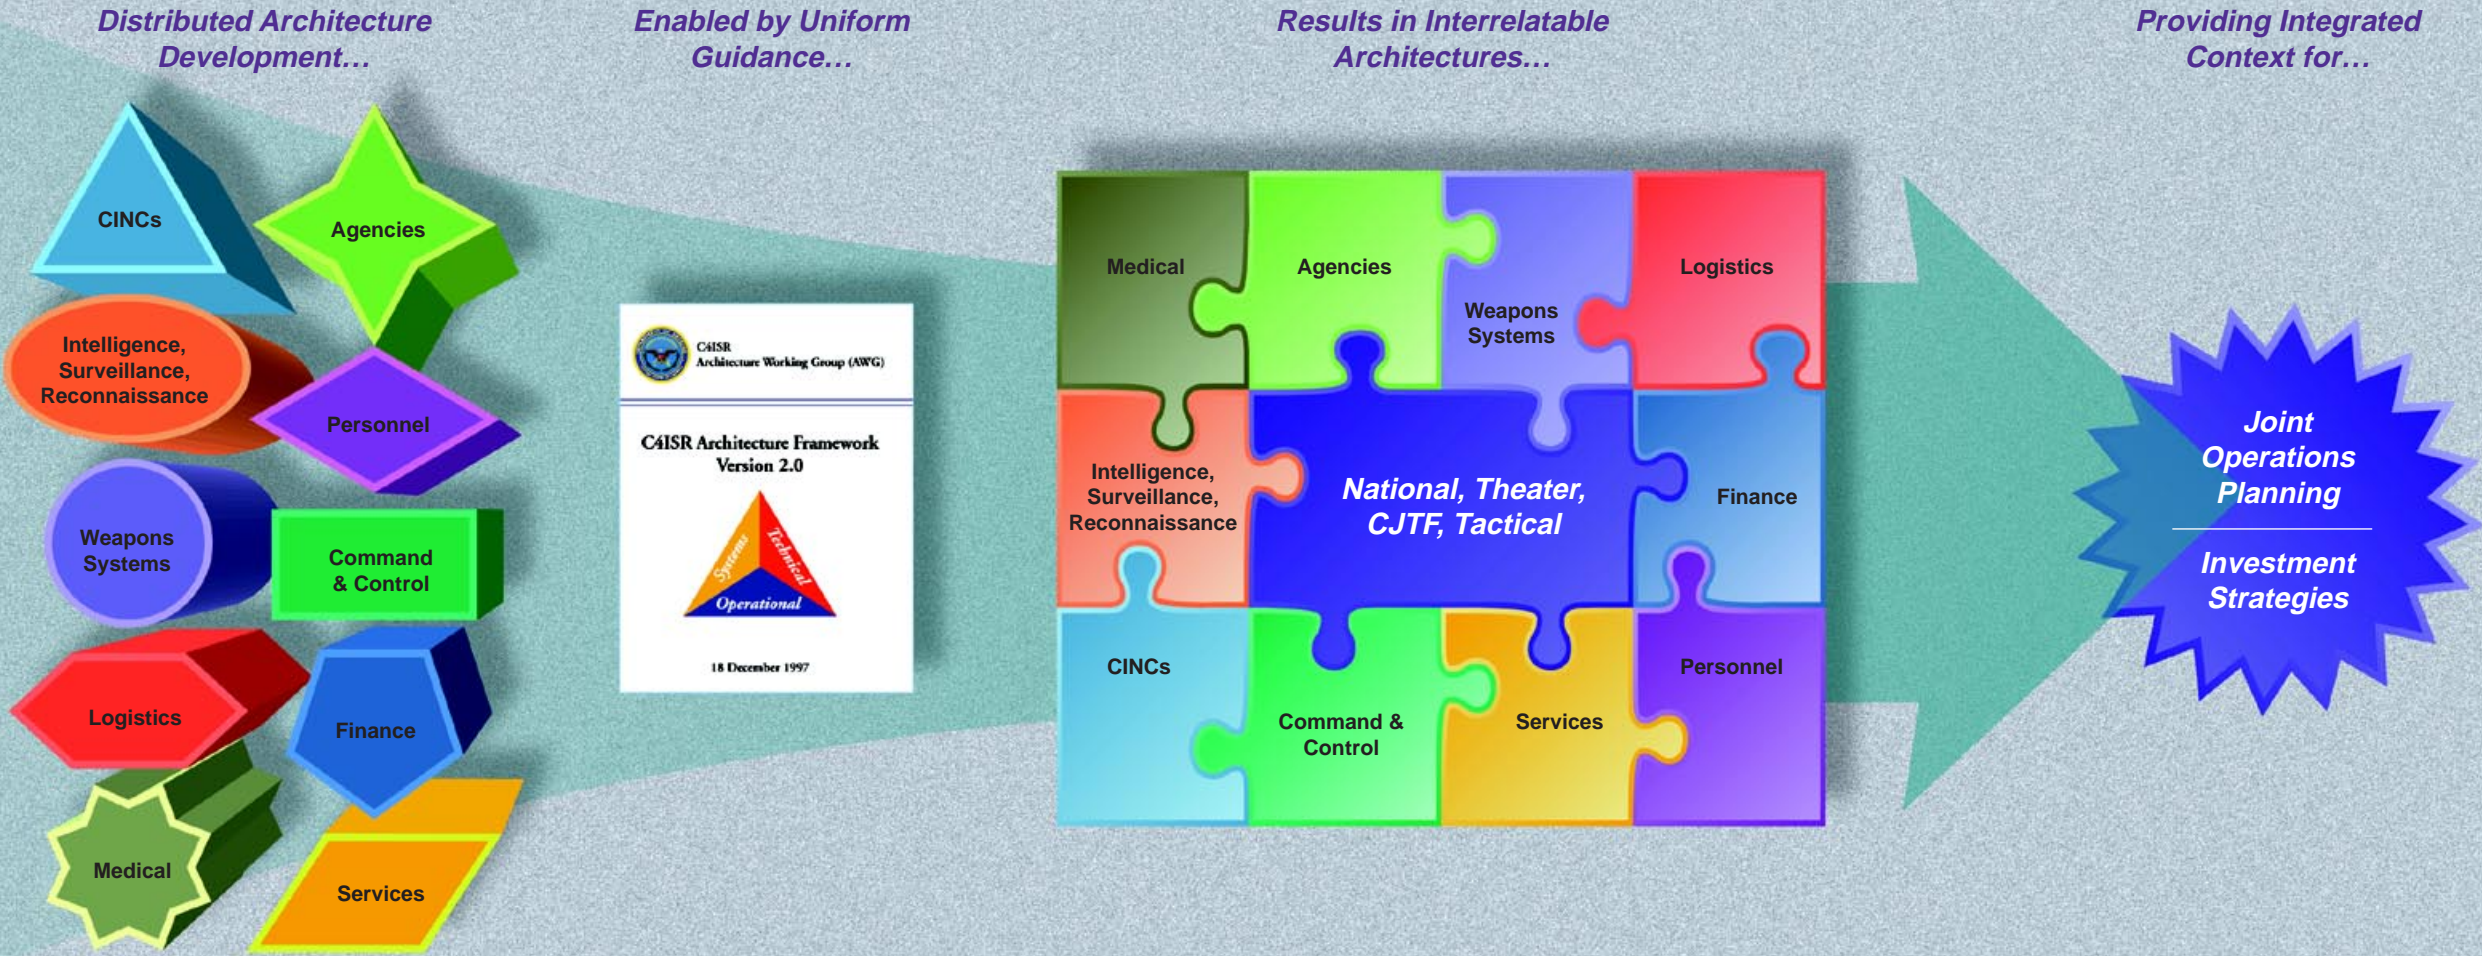 Distributed Architecture
Development…
Enabled by Uniform
Guidance…
Results in Interrelatable
Architectures…
Providing Integrated
Context for…
CINCs
Agencies
Intelligence,
Surveillance,
Reconnaissance
Personnel
Weapons
Systems
Command
& Control
Logistics
Finance
Medical
Services
C4ISR
Architecture Working Group (AWG)
C4ISR Architecture Framework
Version 2.0
Systems
Technical
Operational
18 December 1997
Medical
Agencies
Weapons
Systems
Logistics
Intelligence,
Surveillance,
Reconnaissance
National, Theater,
CJTF, Tactical
Finance
CINCs
Command &
Control
Services
Personnel
Joint
Operations
Planning
Investment
Strategies